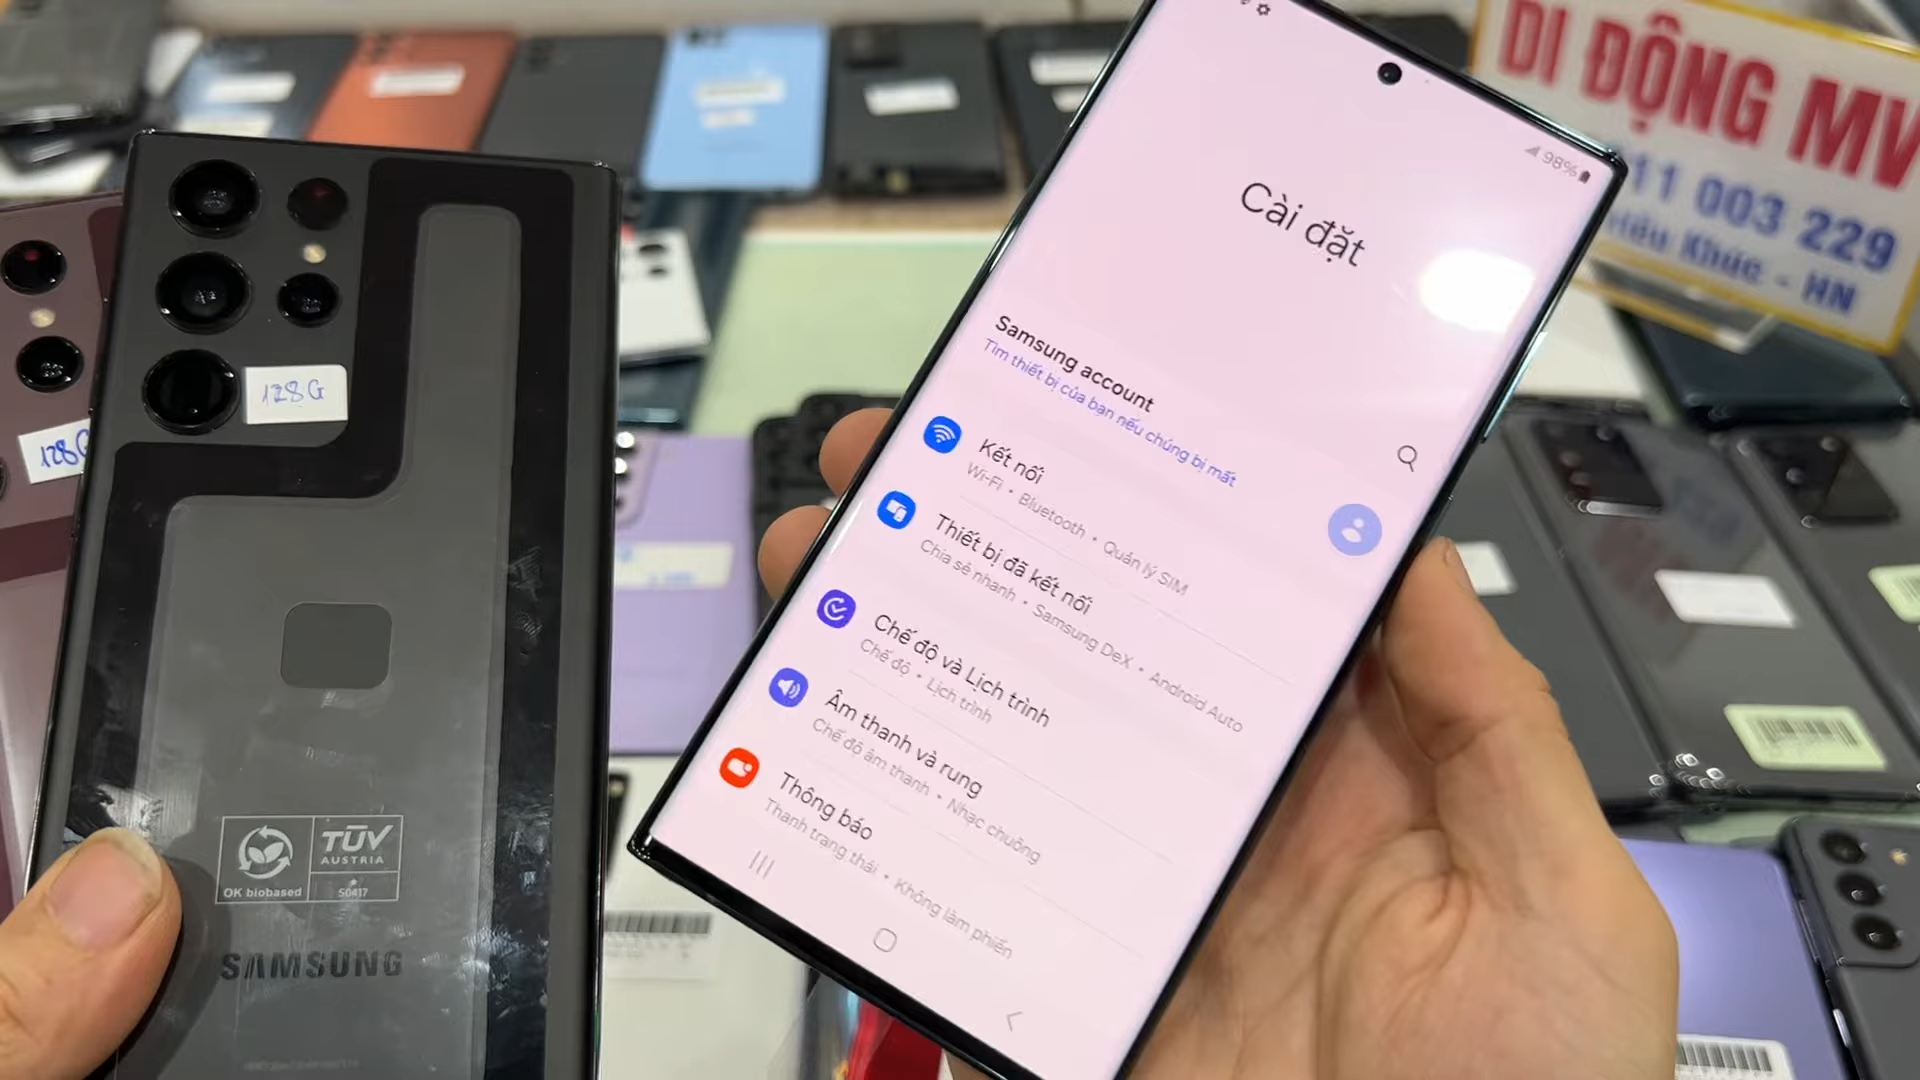 DI ĐỘNG MV
11 003 229
Khúc - HN
98%
Cài đặt
Samsung account
Tìm thiết bị của bạn nếu chúng bị mất
Kết nối
Wi-Fi • Bluetooth • Quản lý SIM
Thiết bị đã kết nối
Chia sẻ nhanh • Samsung DeX • Android Auto
Chế độ và Lịch trình
Chế độ • Lịch trình
Âm thanh và rung
Chế độ âm thanh • Nhạc chuông
Thông báo
Thanh trạng thái • Không làm phiền
128G
128G
OK biobased
TÜV
AUSTRIA
S0417
SAMSUNG